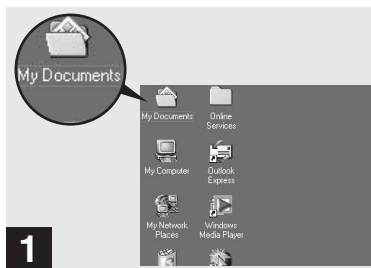 My Documents
My Documents
Online
Services
My Computer
Outlook
Express
My Network
Places
Windows
Media Player
1